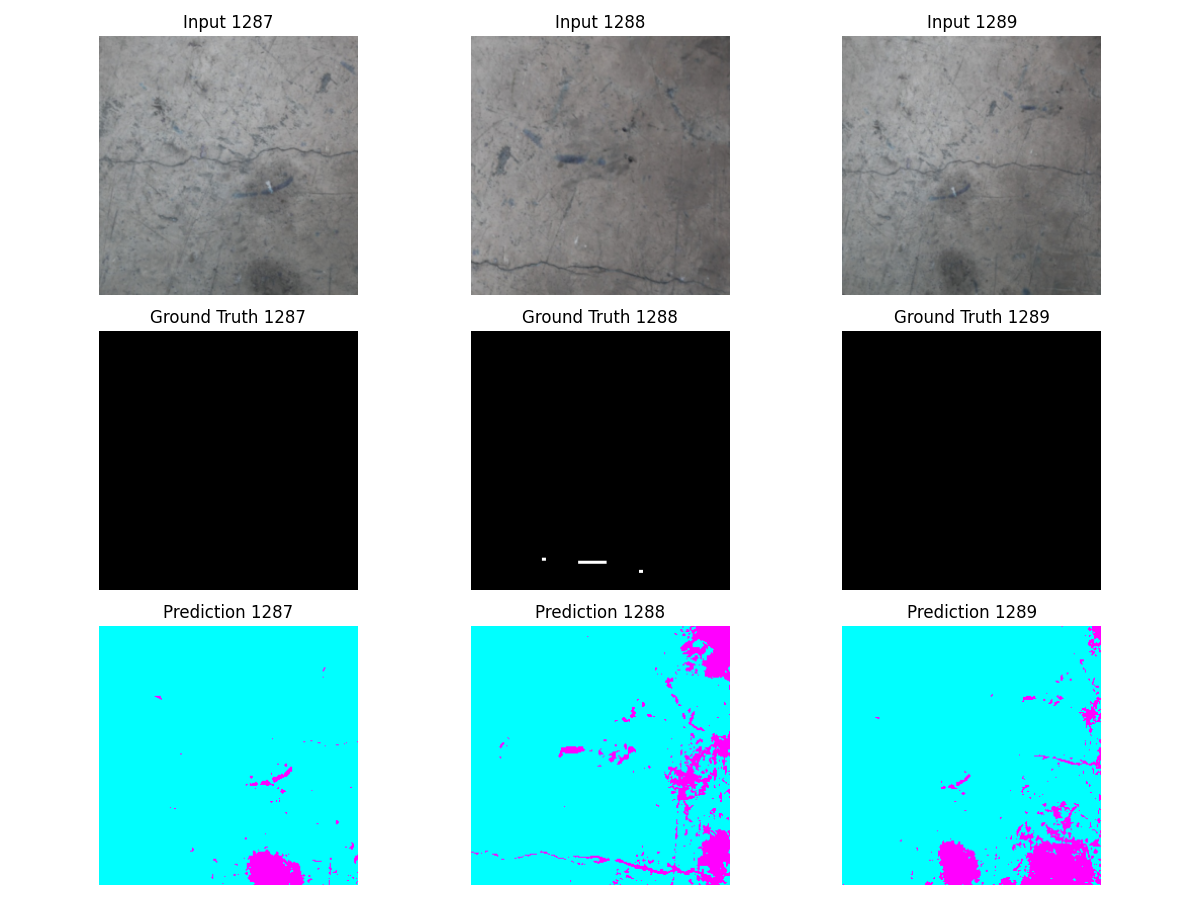 Input 1287
Input 1288
Input 1289
Ground Truth 1287
Ground Truth 1288
Ground Truth 1289
Prediction 1287
Prediction 1288
Prediction 1289